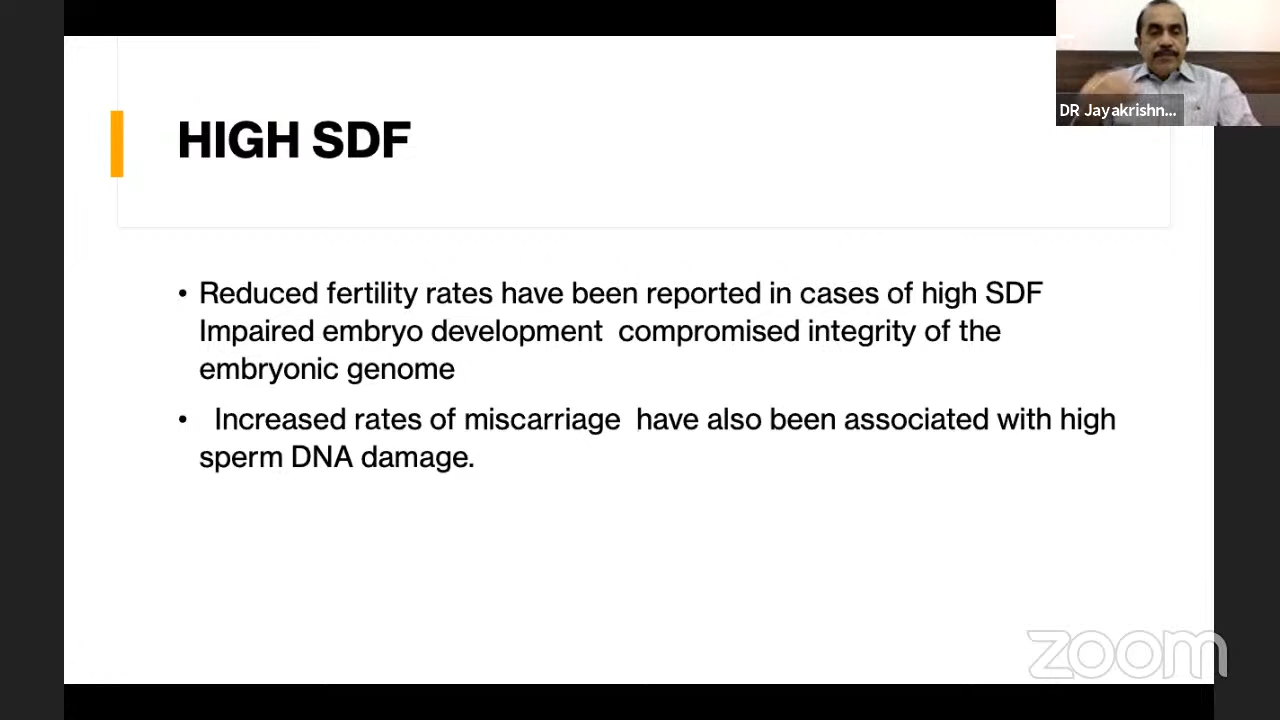 DR Jayakrishn...
HIGH SDF
• Reduced fertility rates have been reported in cases of high SDF
Impaired embryo development compromised integrity of the
embryonic genome
• Increased rates of miscarriage have also been associated with high
sperm DNA damage.
zoom